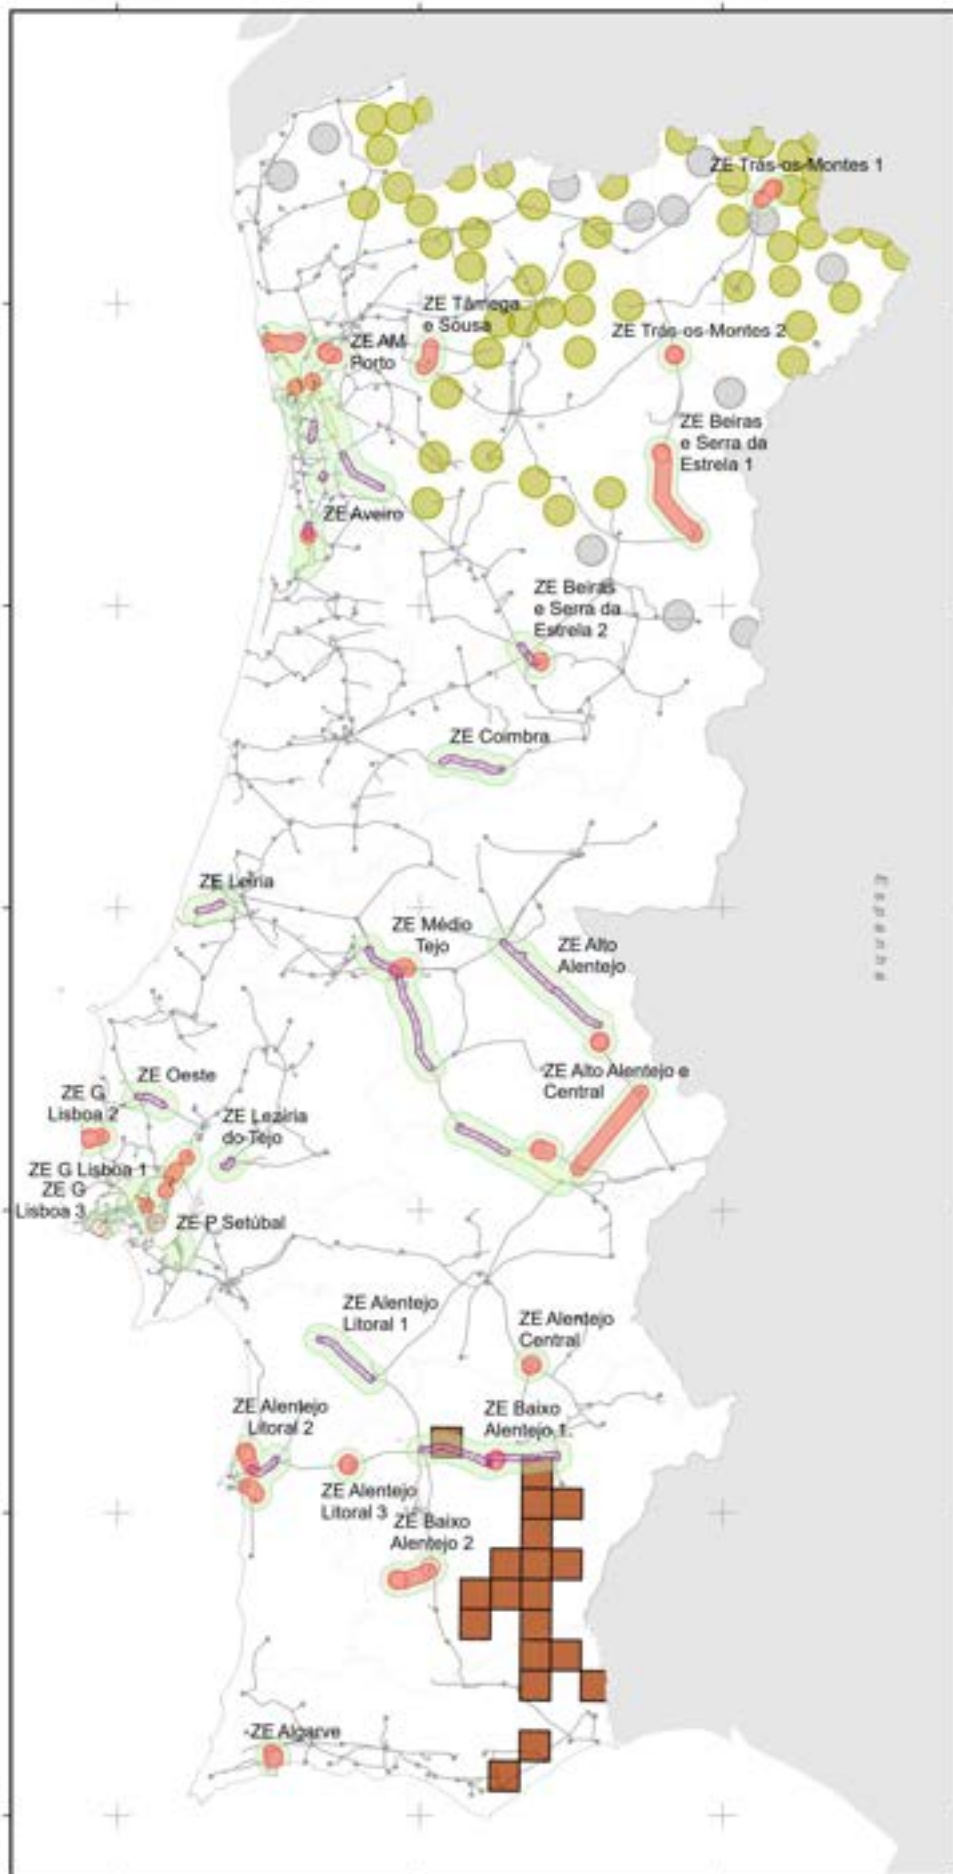 ZE Trás-os-Montes 1
ZE Tâmega
e Sousa
ZE Trás-os-Montes 2
ZE AM
Porto
ZE Beiras
e Serra da
Estrela 1
ZE Aveiro
ZE Beiras
e Serra da
Estrela 2
ZE Coimbra
ZE Leiria
Espanha
ZE Médio
Tejo
ZE Alto
Alentejo
ZE Alto Alentejo e
Central
ZE Oeste
ZE G
Lisboa 2
ZE Lezíria
do Tejo
ZE G Lisboa 1
ZE G
Lisboa 3
ZE P Setúbal
ZE Alentejo
Litoral 1
ZE Alentejo
Central
ZE Alentejo
Litoral 2
ZE Baixo
Alentejo 1
ZE Alentejo
Litoral 3
ZE Baixo
Alentejo 2
ZE Algarve